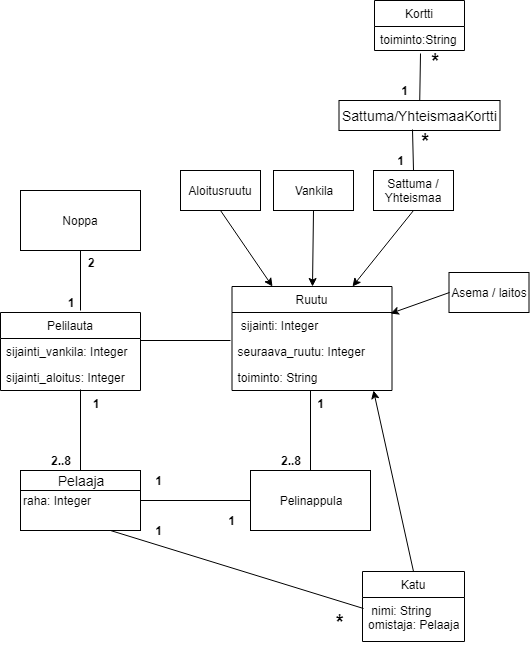 Kortti
toiminto:String
*
1
Sattuma/YhteismaaKortti
*
1
Aloitusruutu
Vankila
Sattuma /
Yhteismaa
Noppa
2
1
Ruutu
sijainti: Integer
seuraava_ruutu: Integer
toiminto: String
Asema / laitos
Pelilauta
sijainti_vankila: Integer
sijainti_aloitus: Integer
1
1
2..8
2..8
Pelaaja
raha: Integer
1
1
Pelinappula
1
*
Katu
nimi: String
omistaja: Pelaaja